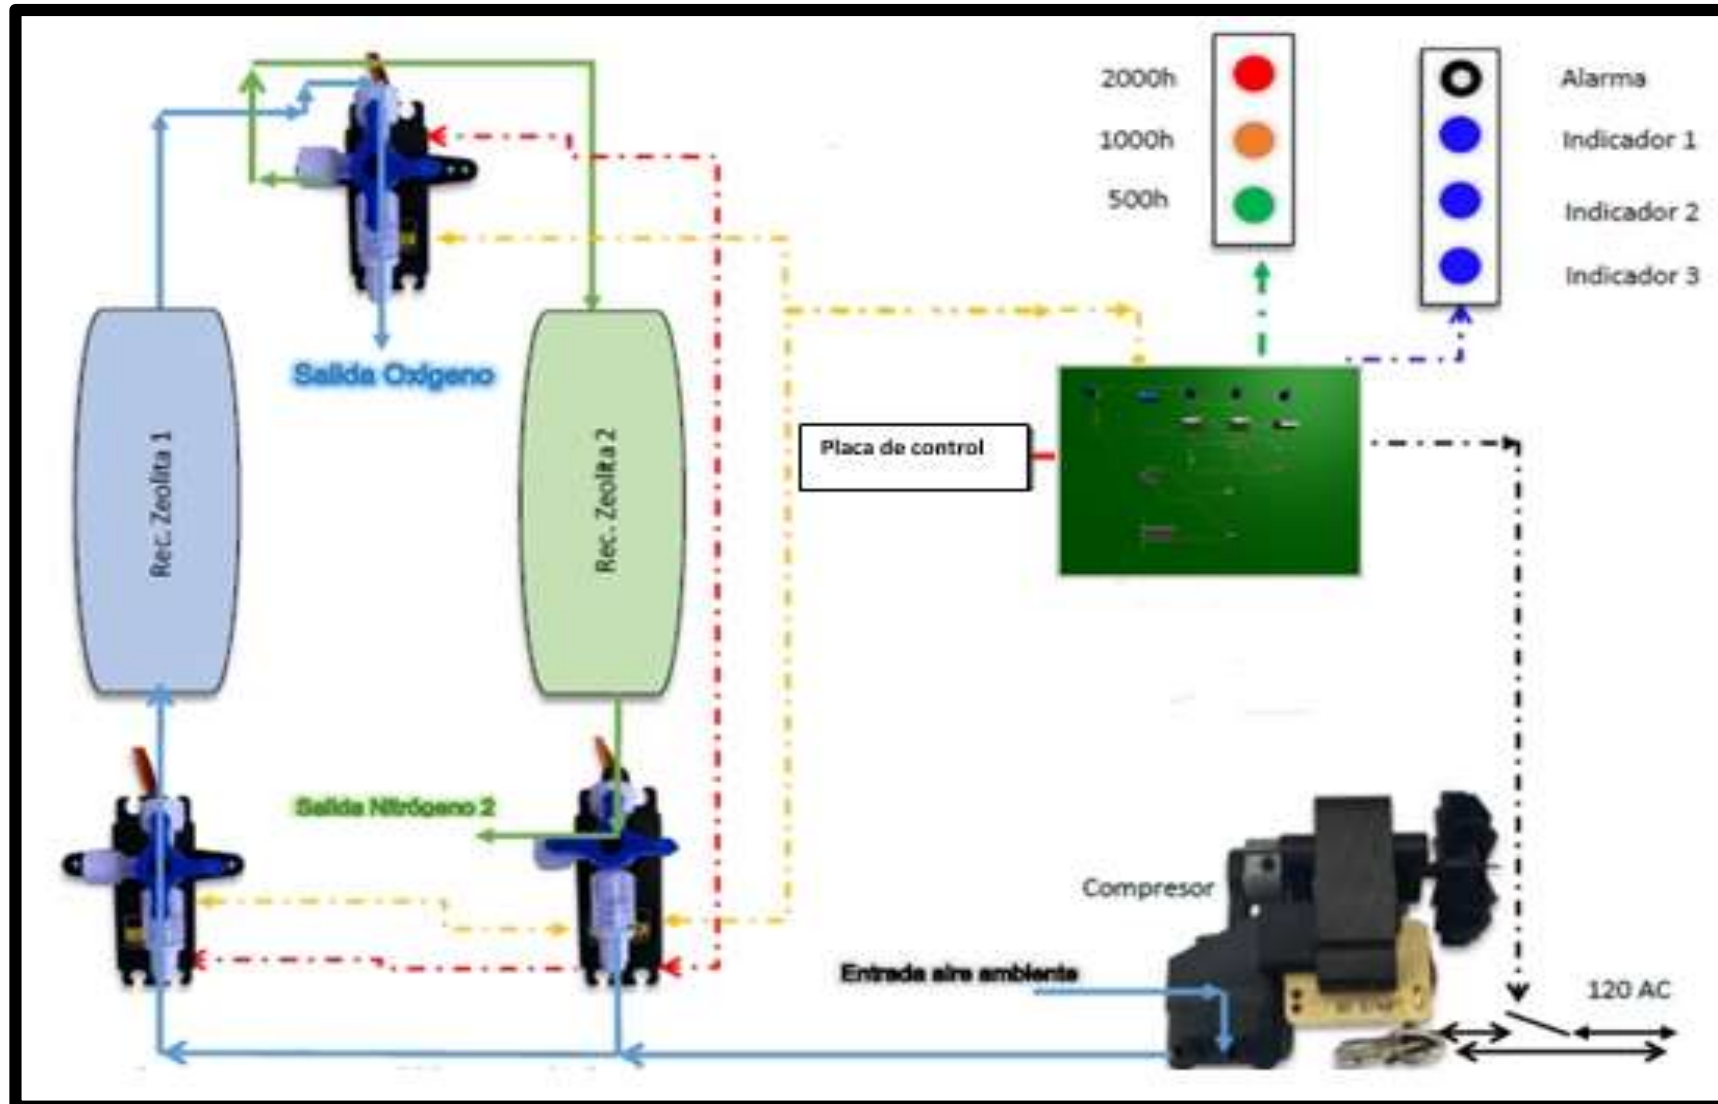 2000h
1000h
500h
Alarma
Indicador 1
Indicador 2
Indicador 3
Salida Oxígeno
Rec. Zeolita 1
Rec. Zeolita 2
Placa de control
Salida Nitrógeno 2
Compresor
Entrada aire ambiente
120 AC